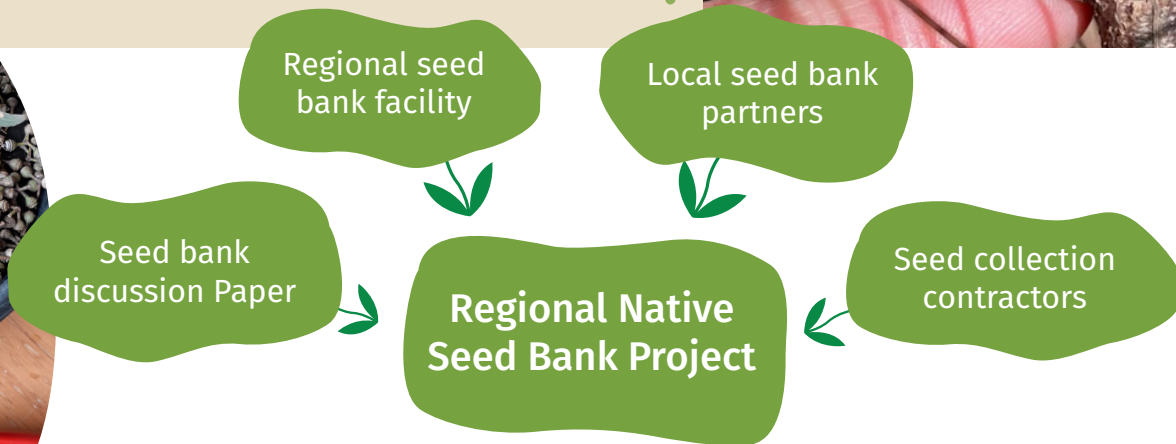 Regional seed
bank facility
Local seed bank
partners
Seed bank
discussion Paper
Seed collection
contractors
Regional Native
Seed Bank Project